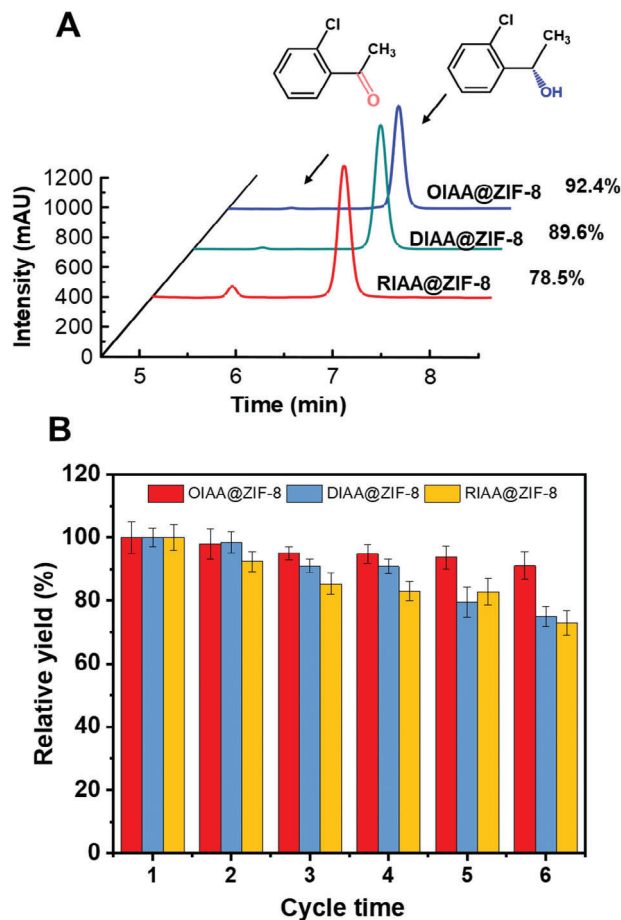 A
Cl
CH3
O
Cl
CH3
OH
1200
1000
800
600
400
200
0
Intensity (mAU)
OIAA@ZIF-8 92.4%
DIAA@ZIF-8 89.6%
RIAA@ZIF-8 78.5%
5 6 7 8
Time (min)
B
120
100
80
60
40
20
0
Relative yield (%)
OIAA@ZIF-8 DIAA@ZIF-8 RIAA@ZIF-8
1 2 3 4 5 6
Cycle time